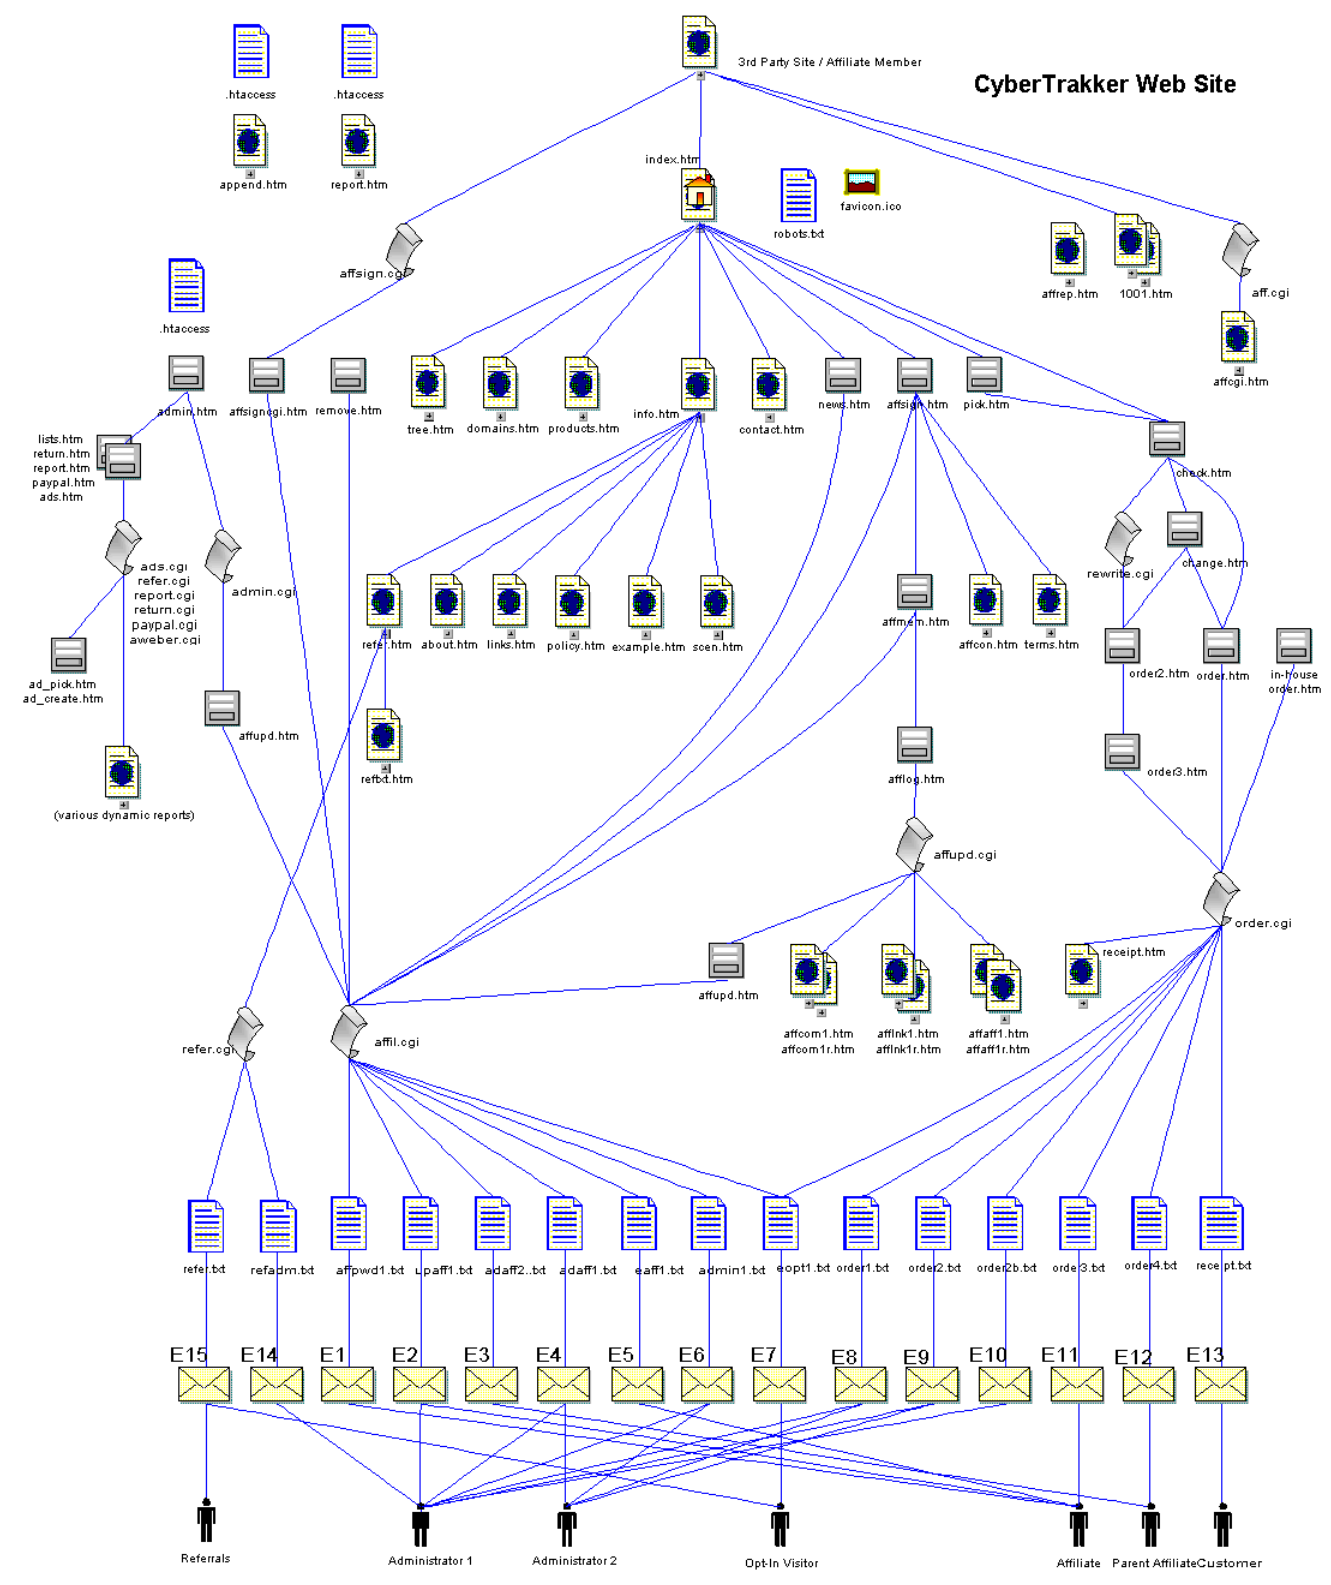 3rd Party Site / Affiliate Member
CyberTrakker Web Site
.htaccess
.htaccess
append.htm
report.htm
index.htm
robots.txt
favicon.ico
affsign.cgi
affrep.htm
1001.htm
aff.cgi
.htaccess
affcgi.htm
admin.htm
affsigncgi.htm
remove.htm
tree.htm
domains.htm
products.htm
info.htm
contact.htm
news.htm
affsign.htm
pick.htm
lists.htm
return.htm
report.htm
paypal.htm
ads.htm
check.htm
ads.cgi
refer.cgi
report.cgi
return.cgi
paypal.cgi
aweber.cgi
admin.cgi
rewrite.cgi
change.htm
refer.htm
about.htm
links.htm
policy.htm
example.htm
scen.htm
affmem.htm
affcon.htm
terms.htm
ad_pick.htm
ad_create.htm
order2.htm
order.htm
in-house
order.htm
affupd.htm
refbxt.htm
afflog.htm
order3.htm
(various dynamic reports)
affupd.cgi
order.cgi
receipt.htm
affupd.htm
affcom1.htm
affcom1r.htm
afflnk1.htm
afflnk1r.htm
affaff1.htm
affaff1r.htm
refer.cgi
affil.cgi
refer.txt
refadm.txt
affpwd1.txt
upaff1.txt
adaff2..txt
adaff1.txt
eaff1.txt
admin1.txt
eopt1.txt
order1.txt
order2.txt
order2b.txt
order3.txt
order4.txt
receipt.txt
E15
E14
E1
E2
E3
E4
E5
E6
E7
E8
E9
E10
E11
E12
E13
Referrals
Administrator 1
Administrator 2
Opt-In Visitor
Affiliate
Parent Affiliate
Customer